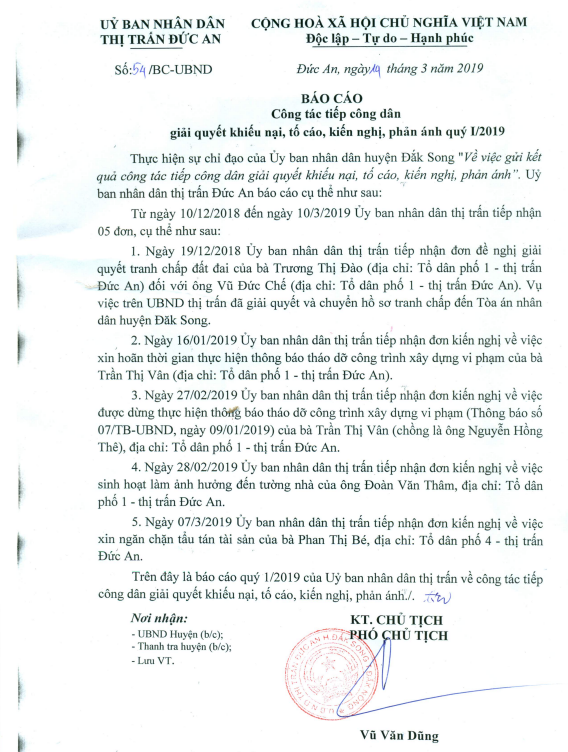 UỶ BAN NHÂN DÂN
THỊ TRẤN ĐỨC AN
CỘNG HOÀ XÃ HỘI CHỦ NGHĨA VIỆT NAM
Độc lập – Tự do – Hạnh phúc
Số:54/BC-UBND
Đức An, ngày 14 tháng 3 năm 2019
BÁO CÁO
Công tác tiếp công dân
giải quyết khiếu nại, tố cáo, kiến nghị, phản ánh quý I/2019
Thực hiện sự chỉ đạo của Ủy ban nhân dân huyện Đắk Song "Về việc gửi kết
quả công tác tiếp công dân giải quyết khiếu nại, tố cáo, kiến nghị, phản ánh”. Uỷ
ban nhân dân thị trấn Đức An báo cáo cụ thể như sau:
Từ ngày 10/12/2018 đến ngày 10/3/2019 Ủy ban nhân dân thị trấn tiếp nhận
05 đơn, cụ thể như sau:
1. Ngày 19/12/2018 Ủy ban nhân dân thị trấn tiếp nhận đơn đề nghị giải
quyết tranh chấp đất đai của bà Trương Thị Đào (địa chỉ: Tổ dân phố 1 - thị trấn
Đức An) đối với ông Vũ Đức Chế (địa chỉ: Tổ dân phố 1 - thị trấn Đức An). Vụ
việc trên UBND thị trấn đã giải quyết và chuyển hồ sơ tranh chấp đến Tòa án nhân
dân huyện Đăk Song.
2. Ngày 16/01/2019 Ủy ban nhân dân thị trấn tiếp nhận đơn kiến nghị về việc
xin hoãn thời gian thực hiện thông báo tháo dỡ công trình xây dựng vi phạm của bà
Trần Thị Vân (địa chỉ: Tổ dân phố 1 - thị trấn Đức An).
3. Ngày 27/02/2019 Ủy ban nhân dân thị trấn tiếp nhận đơn kiến nghị về việc
được dừng thực hiện thông báo tháo dỡ công trình xây dựng vi phạm (Thông báo số
07/TB-UBND, ngày 09/01/2019) của bà Trần Thị Vân (chồng là ông Nguyễn Hồng
Thê), địa chỉ: Tổ dân phố 1 - thị trấn Đức An.
4. Ngày 28/02/2019 Ủy ban nhân dân thị trấn tiếp nhận đơn kiến nghị về việc
sinh hoạt làm ảnh hưởng đến tường nhà của ông Đoàn Văn Thâm, địa chỉ: Tổ dân
phố 1 - thị trấn Đức An.
5. Ngày 07/3/2019 Ủy ban nhân dân thị trấn tiếp nhận đơn kiến nghị về việc
xin ngăn chặn tẩu tán tài sản của bà Phan Thị Bé, địa chỉ: Tổ dân phố 4 - thị trấn
Đức An.
Trên đây là báo cáo quý 1/2019 của Uỷ ban nhân dân thị trấn về công tác tiếp
công dân giải quyết khiếu nại, tố cáo, kiến nghị, phản ánh./.
Nơi nhận:
- UBND Huyện (b/c);
- Thanh tra huyện (b/c);
- Lưu VT.
KT. CHỦ TỊCH
PHÓ CHỦ TỊCH
Vũ Văn Dũng